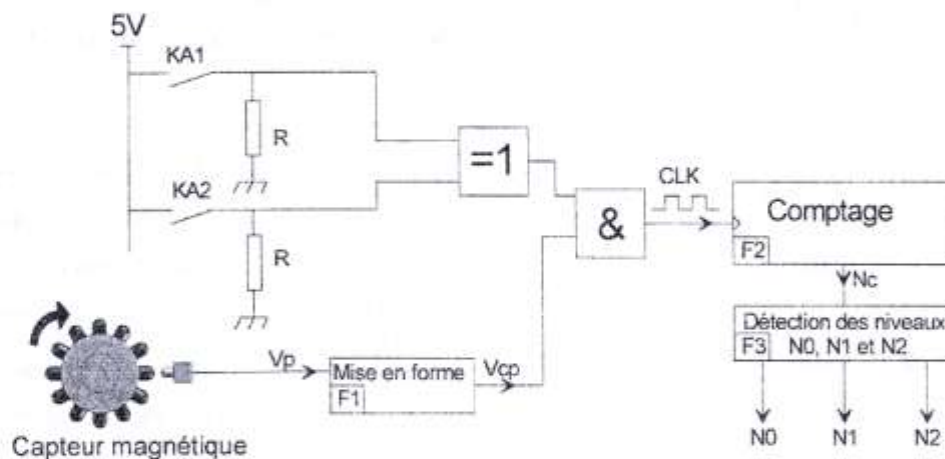 5V
KA1
R
=1
KA2
CLK
&
Comptage
F2
R
Nc
Détection des niveaux
F3 N0, N1 et N2
Vp
Mise en forme
F1
Vcp
N0 N1 N2
Capteur magnétique